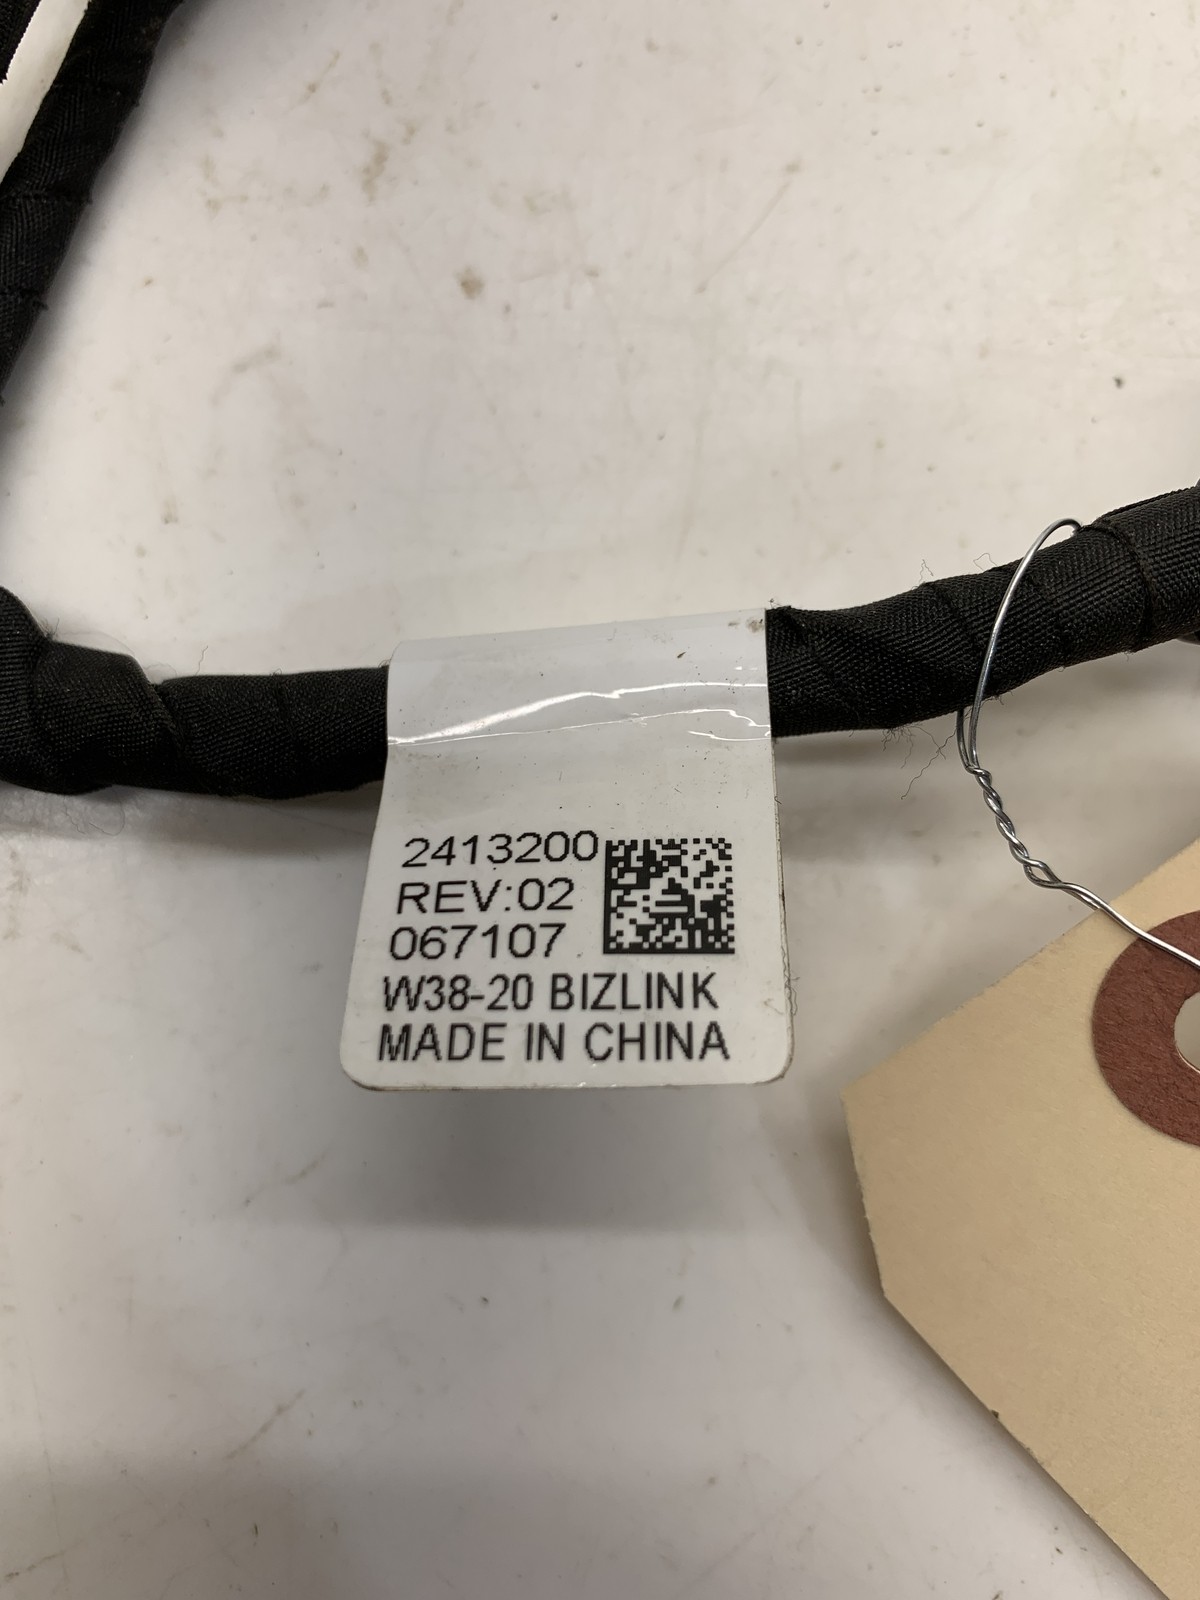 2413200
REV:02
067107
W38-20 BIZLINK
MADE IN CHINA